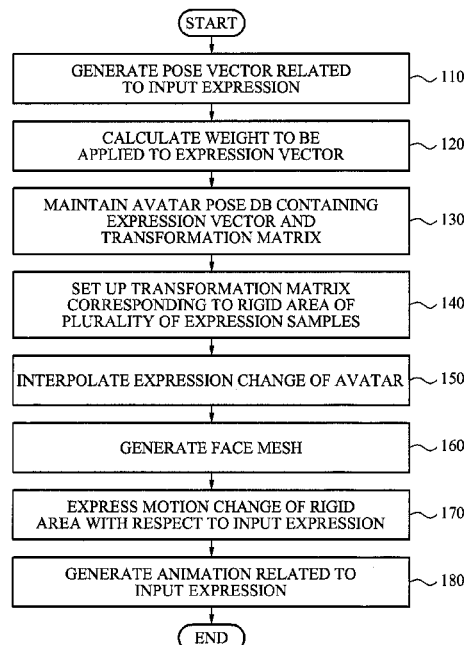 START
GENERATE POSE VECTOR RELATED
TO INPUT EXPRESSION
110
CALCULATE WEIGHT TO BE
APPLIED TO EXPRESSION VECTOR
120
MAINTAIN AVATAR POSE DB CONTAINING
EXPRESSION VECTOR AND
TRANSFORMATION MATRIX
130
SET UP TRANSFORMATION MATRIX
CORRESPONDING TO RIGID AREA OF
PLURALITY OF EXPRESSION SAMPLES
140
INTERPOLATE EXPRESSION CHANGE OF AVATAR
150
GENERATE FACE MESH
160
EXPRESS MOTION CHANGE OF RIGID
AREA WITH RESPECT TO INPUT EXPRESSION
170
GENERATE ANIMATION RELATED TO
INPUT EXPRESSION
180
END